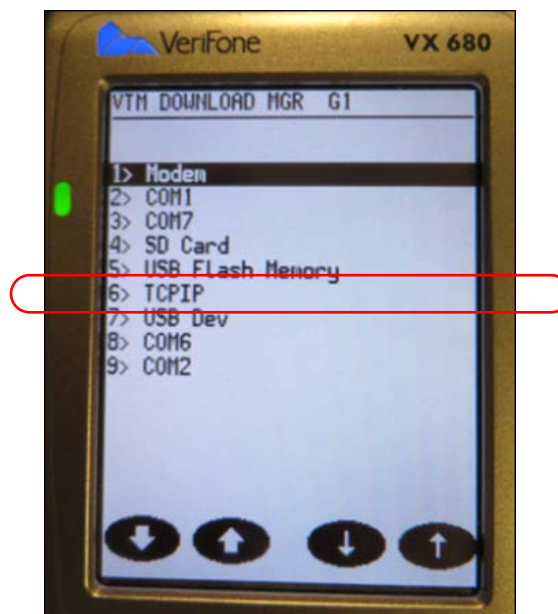 VeriFone VX 680
VTM DOWNLOAD MGR G1
1> Modem
2> COM1
3> COM7
4> SD Card
5> USB Flash Memory
6> TCPIP
7> USB Dev
8> COM6
9> COM2